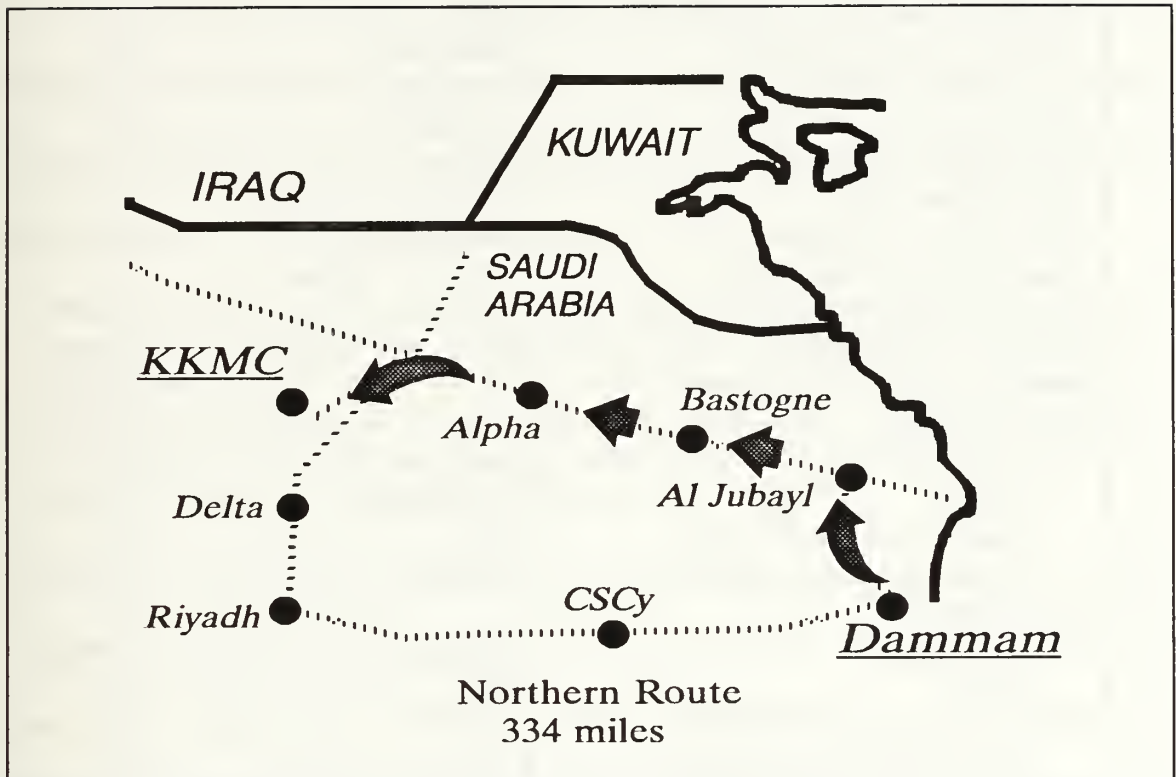 KUWAIT
IRAQ
SAUDI
ARABIA
KKMC
Bastogne
Alpha
Al Jubayl
Delta
CSCy
Riyadh
Dammam
Northern Route
334 miles